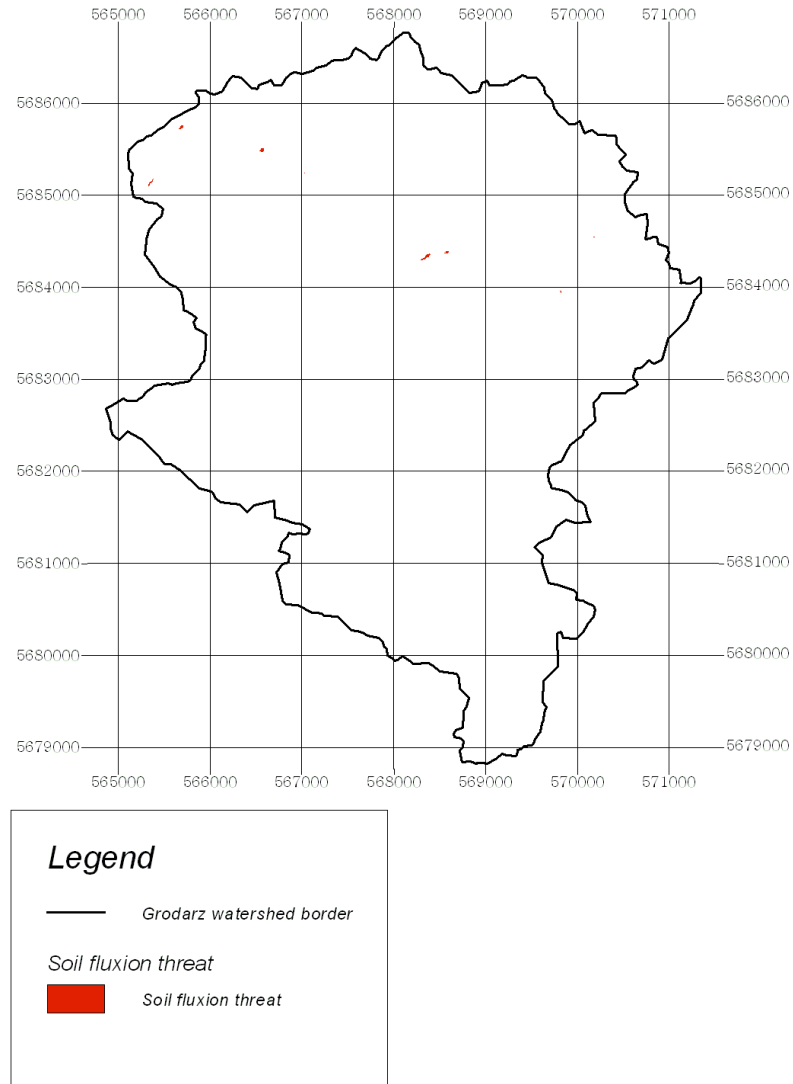 565000 566000 567000 568000 569000 570000 571000
5686000 5686000
5685000 5685000
5684000 5684000
5683000 5683000
5682000 5682000
5681000 5681000
5680000 5680000
5679000 5679000
565000 566000 567000 568000 569000 570000 571000
Legend
Grodarz watershed border
Soil fluxion threat
Soil fluxion threat